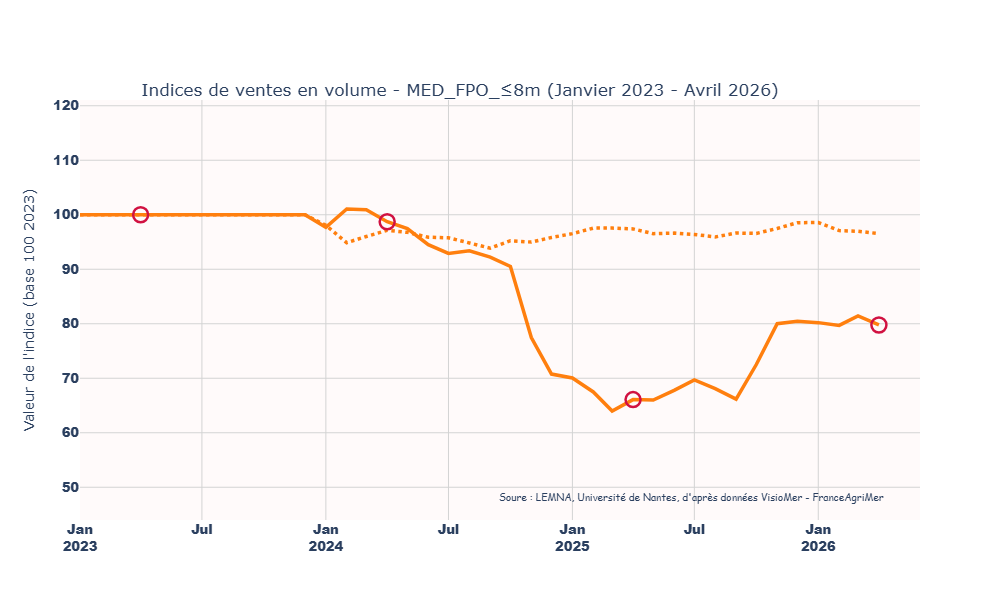 Indices de ventes en volume - MED_FPO_≤8m (Janvier 2023 - Avril 2026)
Valeur de l'indice (base 100 2023)
120
110
100
90
80
70
60
50
Soure : LEMNA, Université de Nantes, d'après données VisioMer - FranceAgriMer
Jan Jul Jan Jul Jan Jul Jan
2023 2024 2025 2026